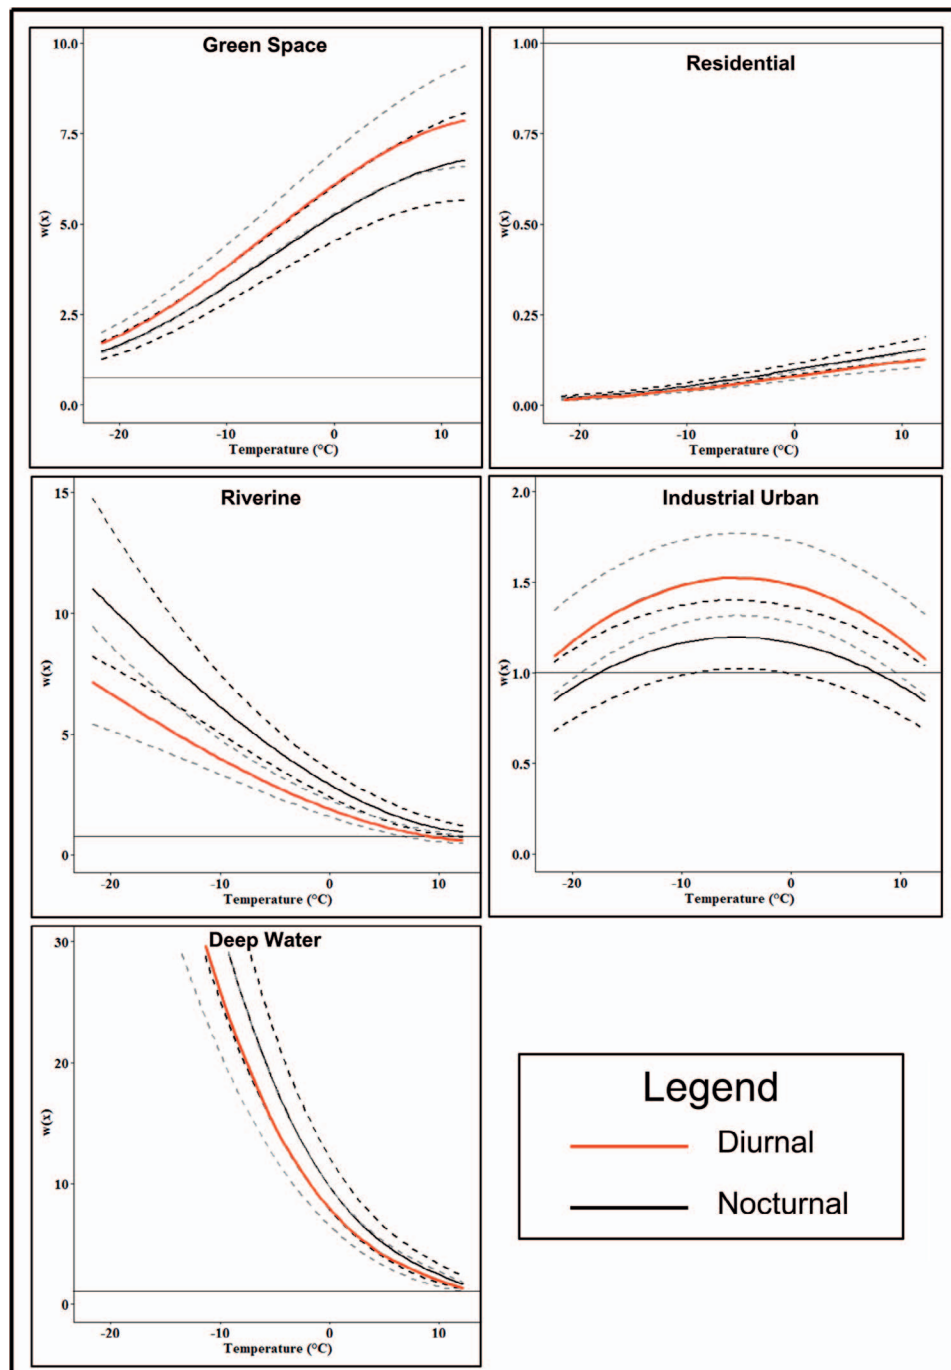 Green Space
10.0
7.5
5.0
2.5
0.0
w(x)
-20 -10 0 10
Temperature (°C)
Residential
1.00
0.75
0.50
0.25
0.00
w(x)
-20 -10 0 10
Temperature (°C)
Riverine
15
10
5
0
w(x)
-20 -10 0 10
Temperature (°C)
Industrial Urban
2.0
1.5
1.0
0.5
0.0
w(x)
-20 -10 0 10
Temperature (°C)
Deep Water
30
20
10
0
w(x)
-20 -10 0 10
Temperature (°C)
Legend
Diurnal
Nocturnal